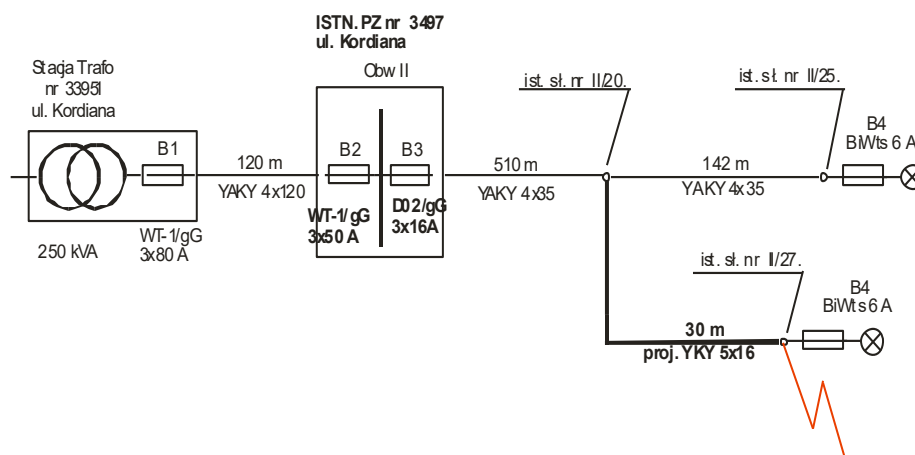 ISTN. PZ nr 3497
ul. Kordiana
Obw II
Stacja Trafo
nr 33951
ul. Kordiana
B1
B2
B3
120 m
YAKY 4x120
WT-1/gG
3x80 A
250 kVA
WT-1/gG
3x50 A
D02/gG
3x16A
510 m
YAKY 4x35
ist. sł. nr II/20.
142 m
YAKY 4x35
ist. sł. nr II/25.
B4
BiWts 6 A
ist. sł. nr II/27.
30 m
proj. YKY 5x16
B4
BiWts 6 A